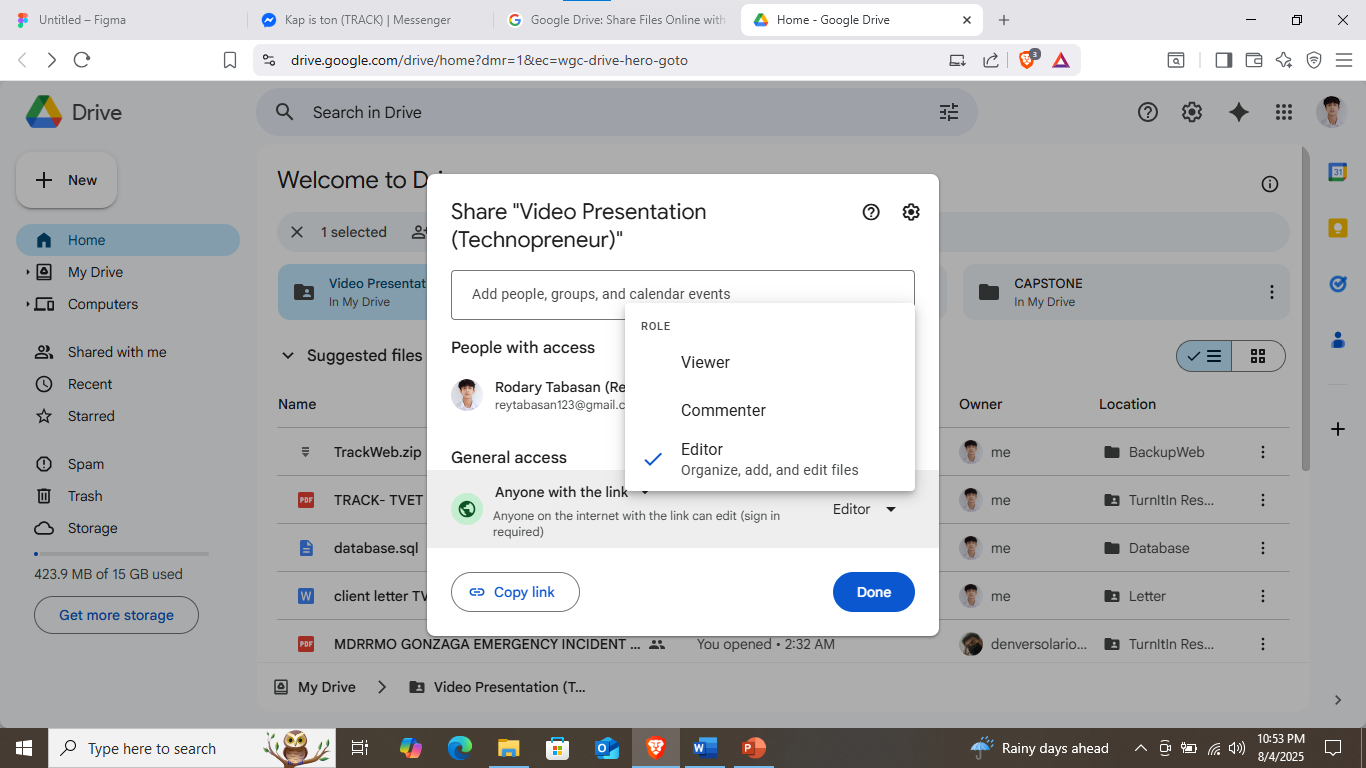 Untitled – Figma
Kap is ton (TRACK) | Messenger
Google Drive: Share Files Online with
Home - Google Drive
drive.google.com/drive/home?dmr=1&ec=wgc-drive-hero-goto
3
Drive
Search in Drive
New
Home
My Drive
Computers
Shared with me
Recent
Starred
Spam
Trash
Storage
423.9 MB of 15 GB used
Get more storage
Welcome to D
1 selected
Video Presentat
In My Drive
CAPSTONE
In My Drive
Suggested files
Name
Owner
Location
TrackWeb.zip
me
BackupWeb
PDF
TRACK- TVET
me
TurnItIn Res...
database.sql
me
Database
W
client letter TV
me
Letter
PDF
MDRRMO GONZAGA EMERGENCY INCIDENT ...
You opened • 2:32 AM
denversolario...
TurnItIn Res...
My Drive
Video Presentation (T...
Share "Video Presentation
(Technopreneur)"
Add people, groups, and calendar events
People with access
Rodary Tabasan (Re
reytabasan123@gmail.c
General access
Anyone with the link
Anyone on the internet with the link can edit (sign in
required)
Editor
ROLE
Viewer
Commenter
Editor
Organize, add, and edit files
Copy link
Done
31
Type here to search
Rainy days ahead
10:53 PM
8/4/2025